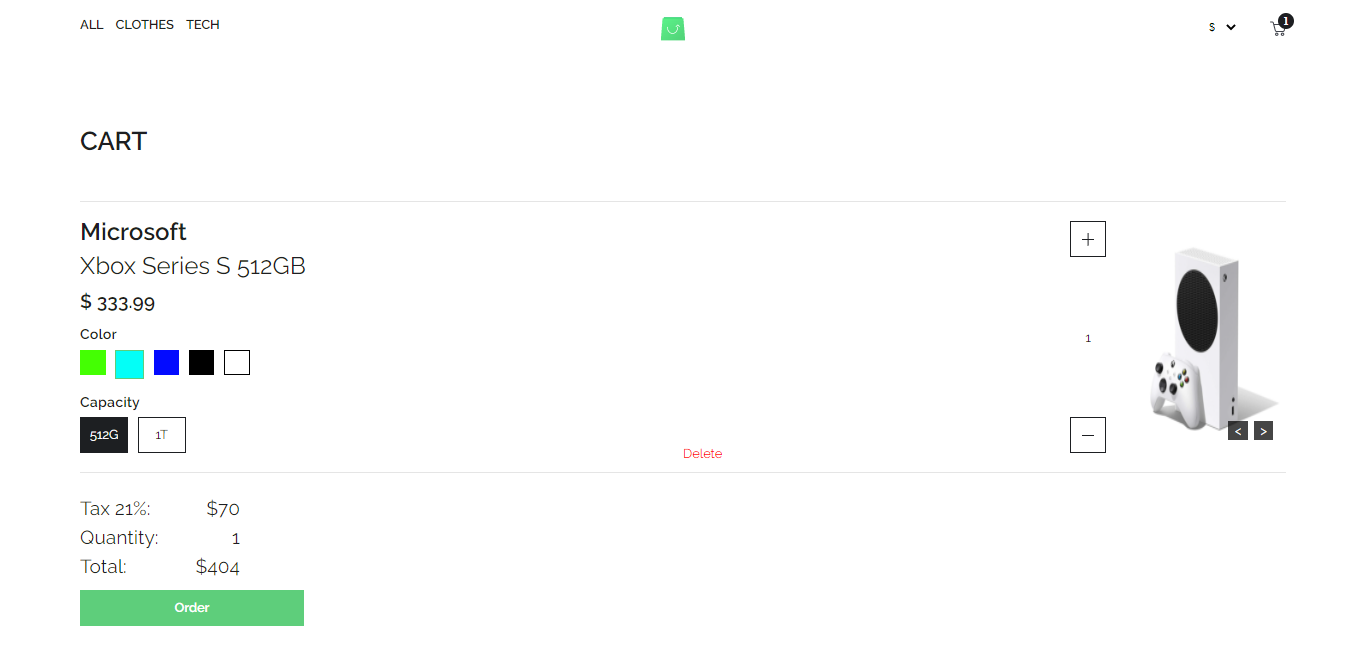 ALL CLOTHES TECH
$
1
CART
Microsoft
Xbox Series S 512GB
$ 333.99
Color
Capacity
512G 1T
+
1
−
Delete
< >
Tax 21%: $70
Quantity: 1
Total: $404
Order